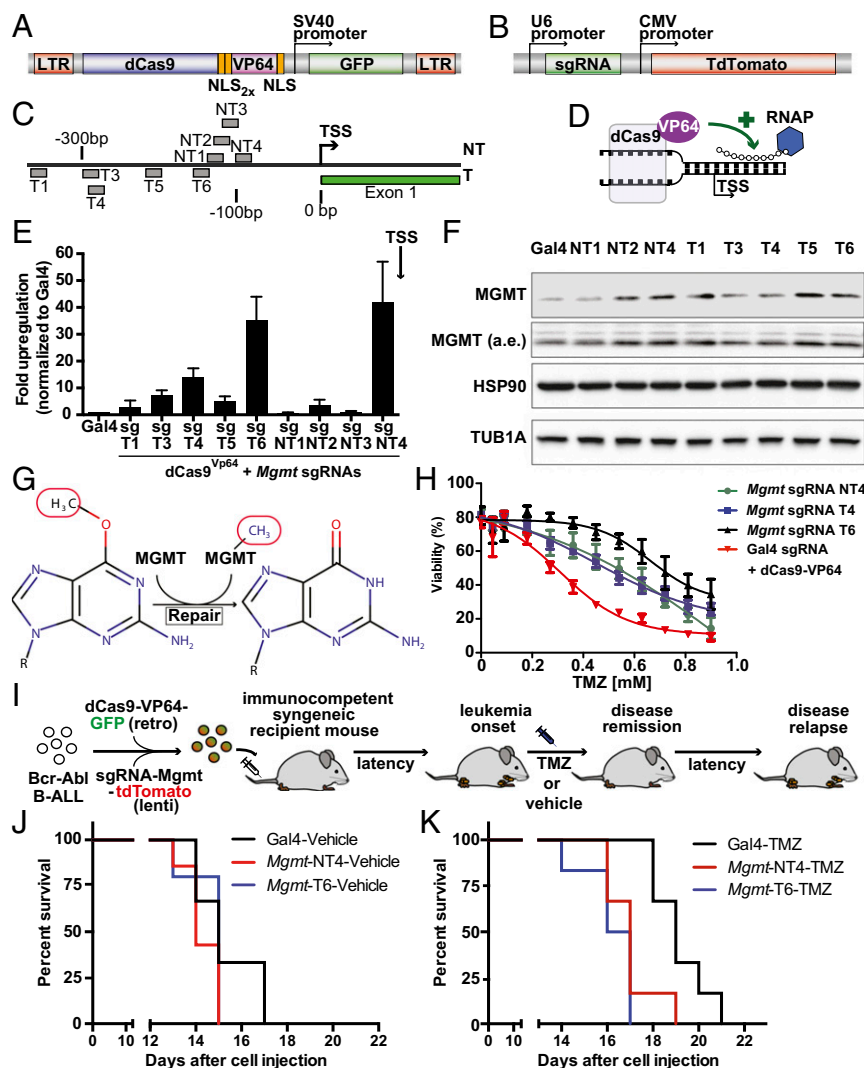 A
SV40
promoter
LTR
dCas9
VP64
GFP
LTR
NLS2x
NLS
B
U6
promoter
CMV
promoter
sgRNA
TdTomato
C
NT3
-300bp
NT2
NT1
NT4
TSS
NT
T
T1
T3
T4
T5
T6
-100bp
0 bp
Exon 1
D
dCas9
VP64
+
RNAP
TSS
E
Fold upregulation
(normalized to Gal4)
60
50
40
30
20
10
0
TSS
Gal4
sg T1
sg T3
sg T4
sg T5
sg T6
sg NT1
sg NT2
sg NT3
sg NT4
dCas9Vp64 + Mgmt sgRNAs
F
Gal4 NT1 NT2 NT4 T1 T3 T4 T5 T6
MGMT
MGMT (a.e.)
HSP90
TUB1A
G
H3C
O
N
N
N
N
R
NH2
MGMT
CH3
MGMT
Repair
O
N
NH
N
N
R
NH2
H
Viability (%)
100
80
60
40
20
0
0.0 0.2 0.4 0.6 0.8 1.0
TMZ [mM]
Mgmt sgRNA NT4
Mgmt sgRNA T4
Mgmt sgRNA T6
Gal4 sgRNA
+ dCas9-VP64
I
dCas9-VP64-
GFP (retro)
Bcr-Abl
B-ALL
sgRNA-Mgmt
-tdTomato
(lenti)
immunocompetent
syngeneic
recipient mouse
latency
leukemia
onset
TMZ
or
vehicle
disease
remission
latency
disease
relapse
J
Percent survival
100
75
50
25
0
0 10 12 14 16 18 20 22
Days after cell injection
Gal4-Vehicle
Mgmt-NT4-Vehicle
Mgmt-T6-Vehicle
K
Percent survival
100
75
50
25
0
0 10 14 16 18 20 22
Days after cell injection
Gal4-TMZ
Mgmt-NT4-TMZ
Mgmt-T6-TMZ